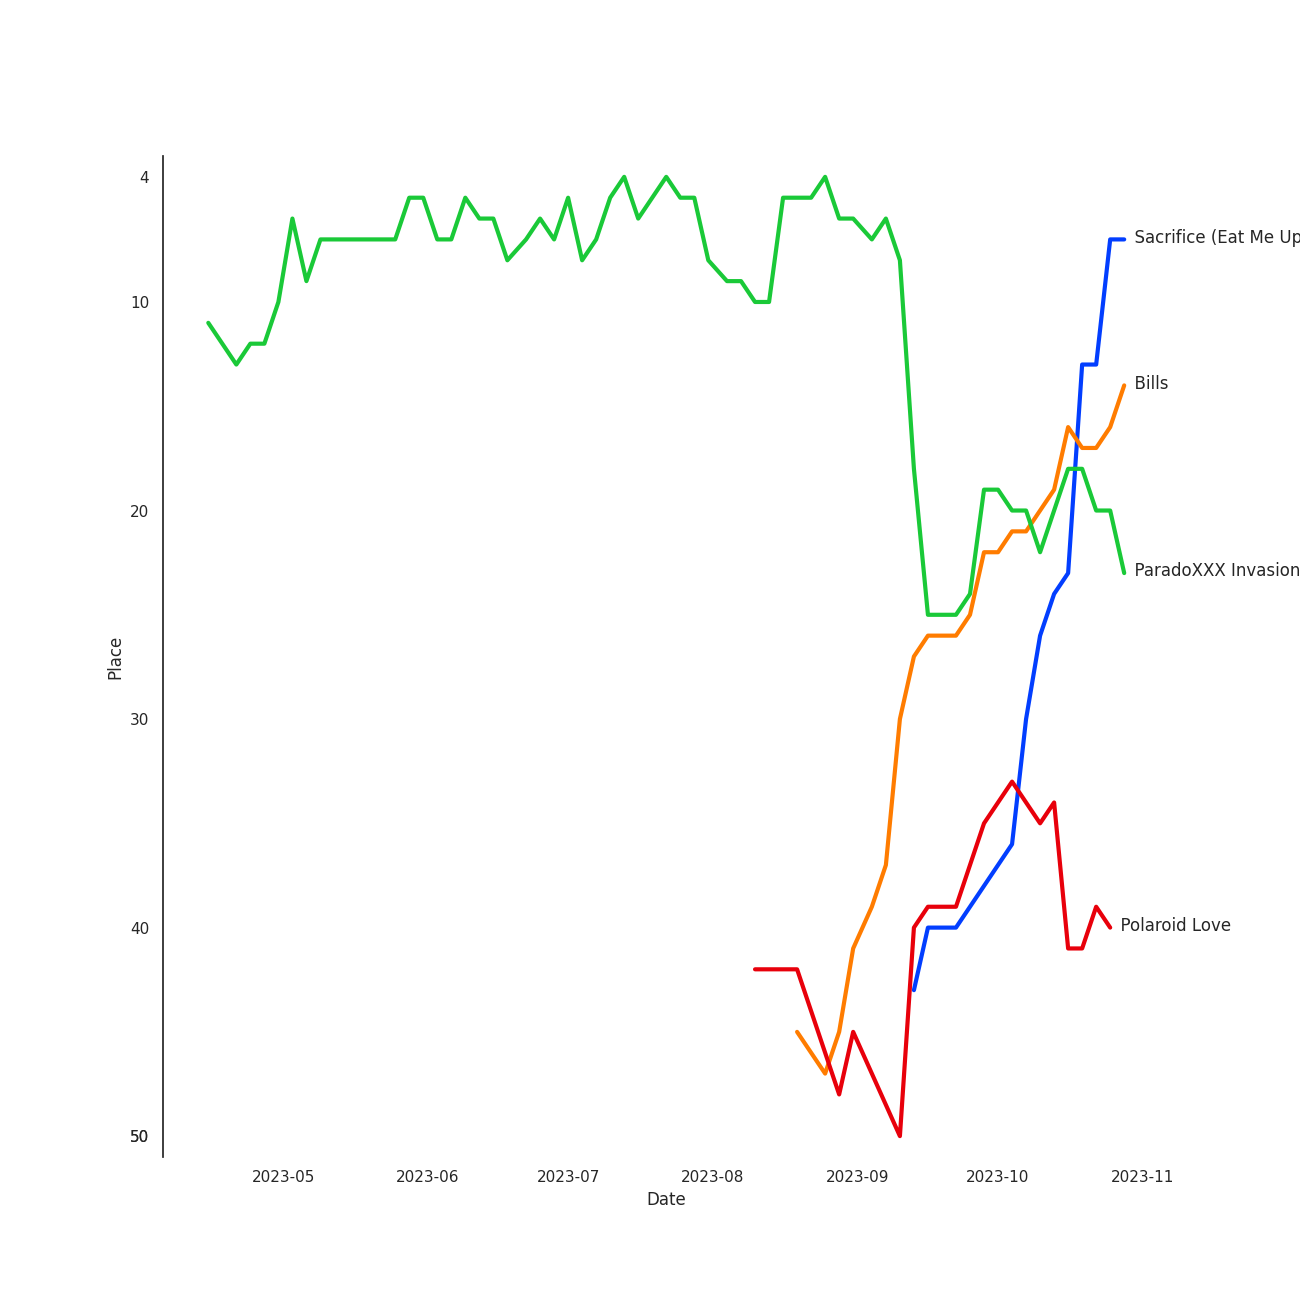 4
Sacrifice (Eat Me Up
10
Bills
20
ParadoXXX Invasion
Place
30
40
Polaroid Love
50
2023-05 2023-06 2023-07 2023-08 2023-09 2023-10 2023-11
Date